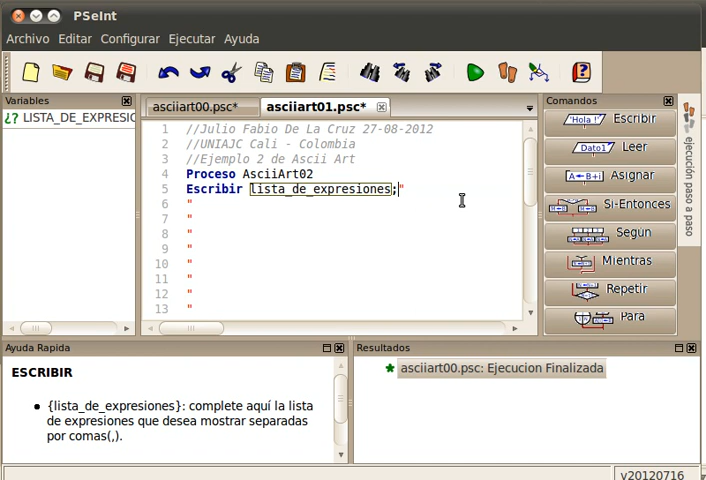 PSeInt
Archivo Editar Configurar Ejecutar Ayuda
Variables
¿? LISTA_DE_EXPRESIC
asciiart00.psc* asciiart01.psc*
1 //Julio Fabio De La Cruz 27-08-2012
2 //UNIAJC Cali - Colombia
3 //Ejemplo 2 de Ascii Art
4 Proceso AsciiArt02
5 Escribir lista_de_expresiones;"
6 "
7 "
8 "
9 "
10 "
11 "
12 "
13 "
Comandos
'Hola !' Escribir
Dato1 Leer
A←B+i Asignar
Si-Entonces
Según
Mientras
Repetir
Para
ejecución paso a paso
Ayuda Rapida
ESCRIBIR
• {lista_de_expresiones}: complete aquí la lista
de expresiones que desea mostrar separadas
por comas(,).
Resultados
asciiart00.psc: Ejecucion Finalizada
v20120716